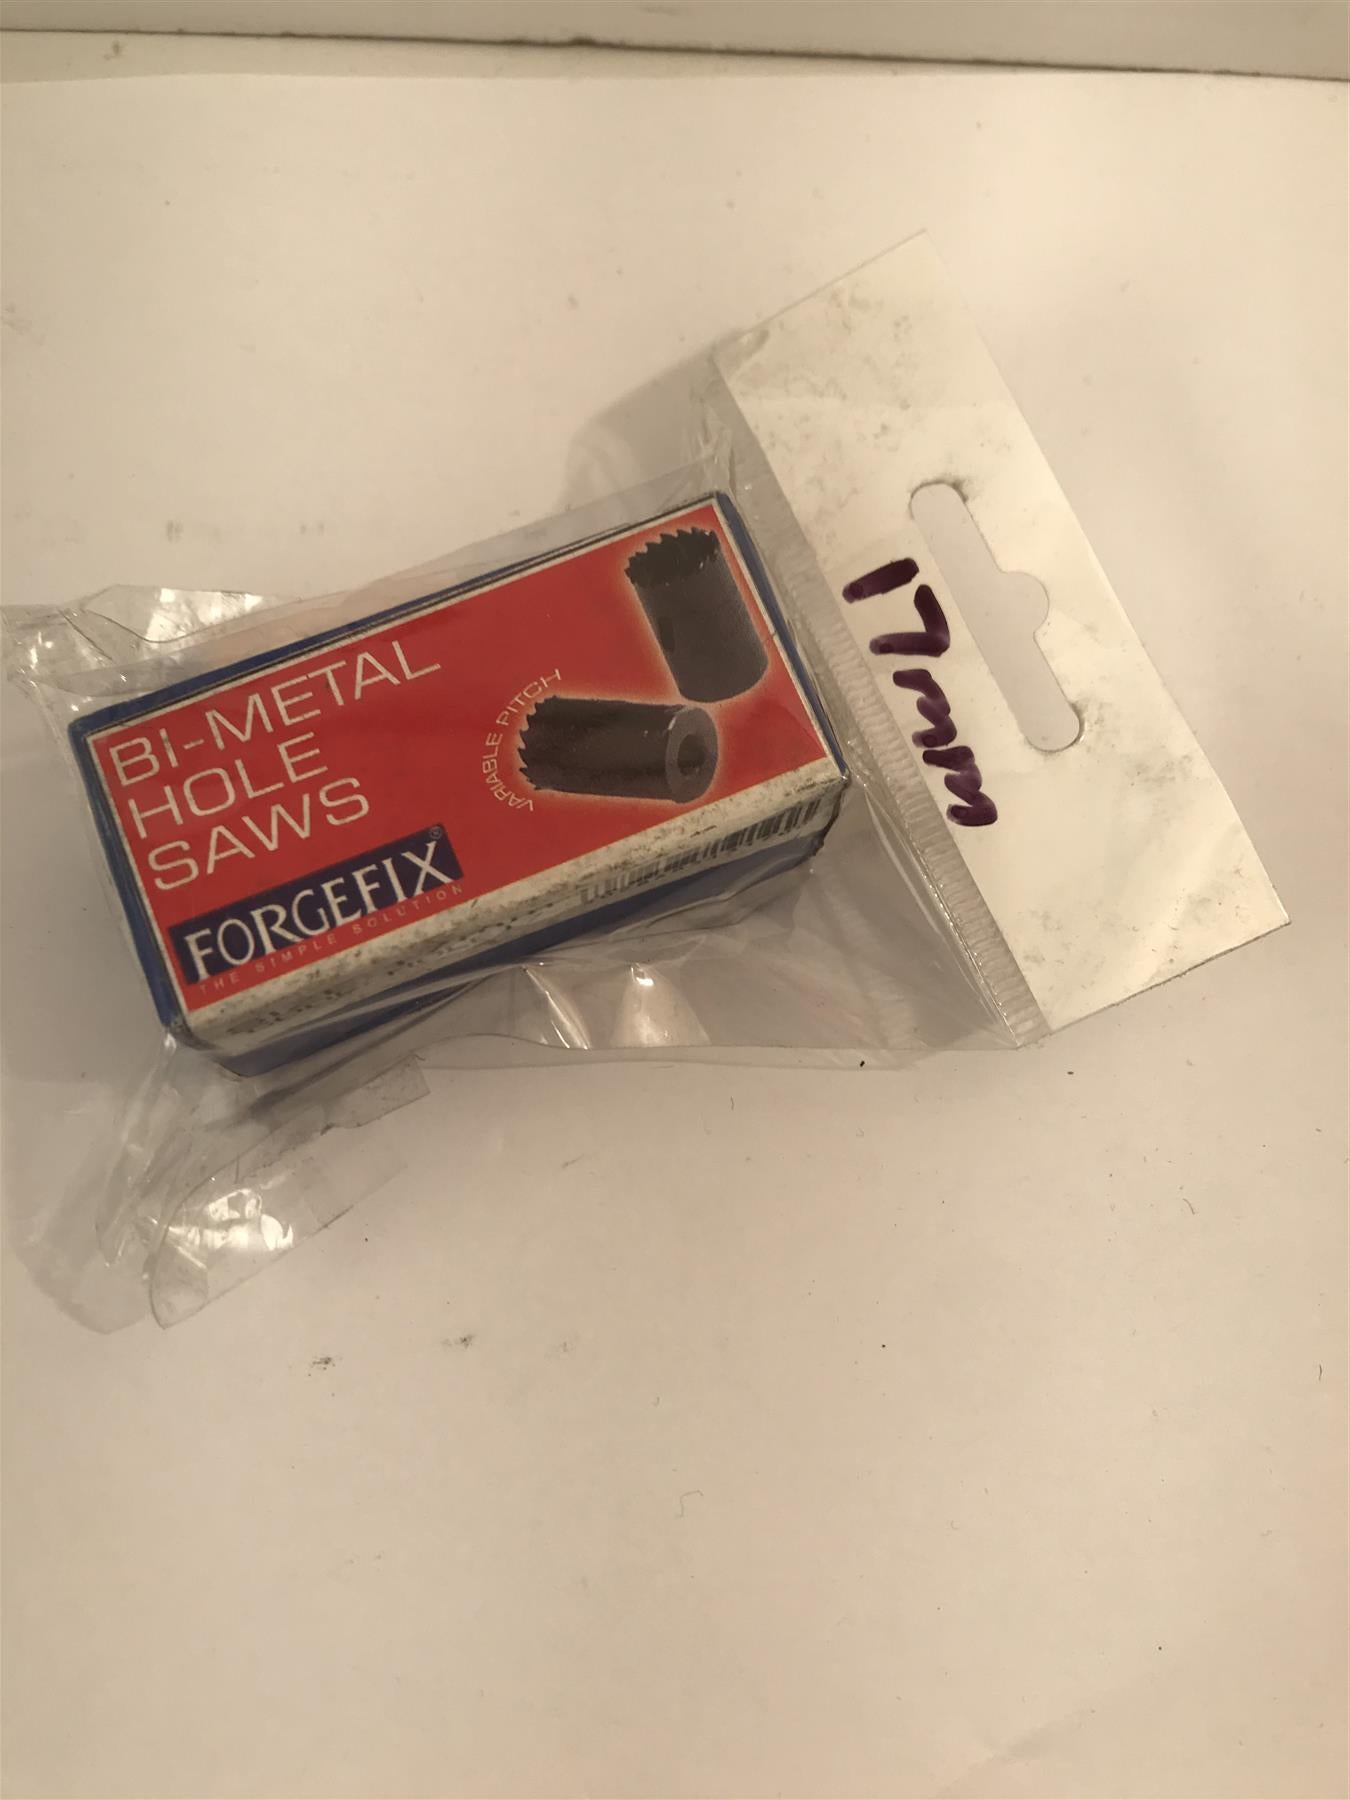 BI-METAL
HOLE
SAWS
VARIABLE PITCH
FORGEFIX®
THE SIMPLE SOLUTION
17mm